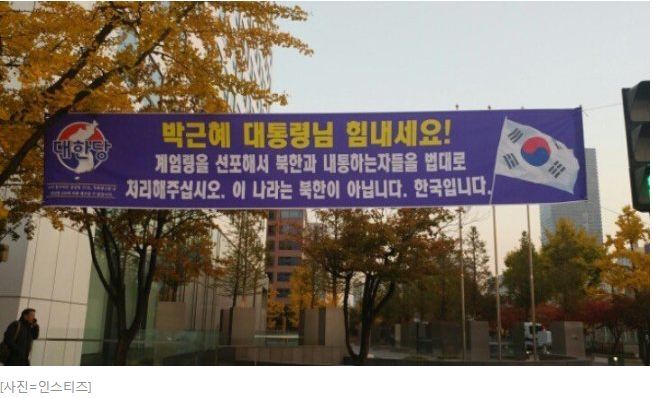 박근혜 대통령님 힘내세요!
대한당
계엄령을 선포해서 북한과 내통하는자들을 법대로
처리해주십시오. 이 나라는 북한이 아닙니다. 한국입니다.
[사진=인스티즈]